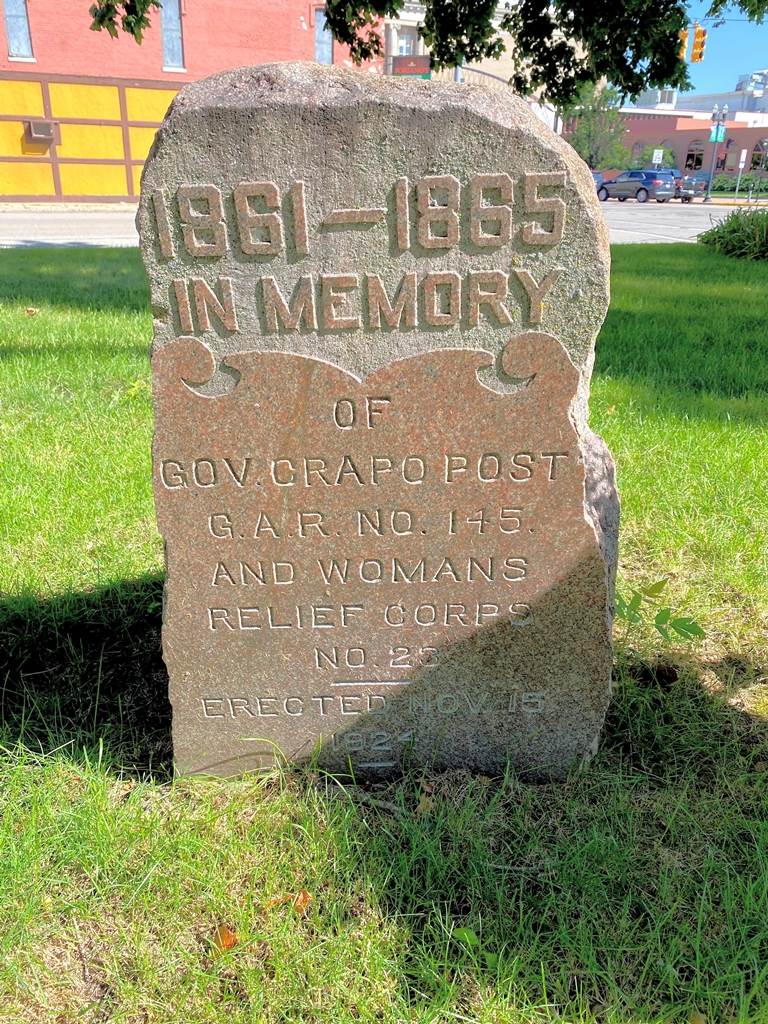 1861-1865
IN MEMORY
OF
GOV. CRAPO POST
G.A.R. NO. 145.
AND WOMANS
RELIEF CORPS
NO. 23
ERECTED NOV. 15
1924